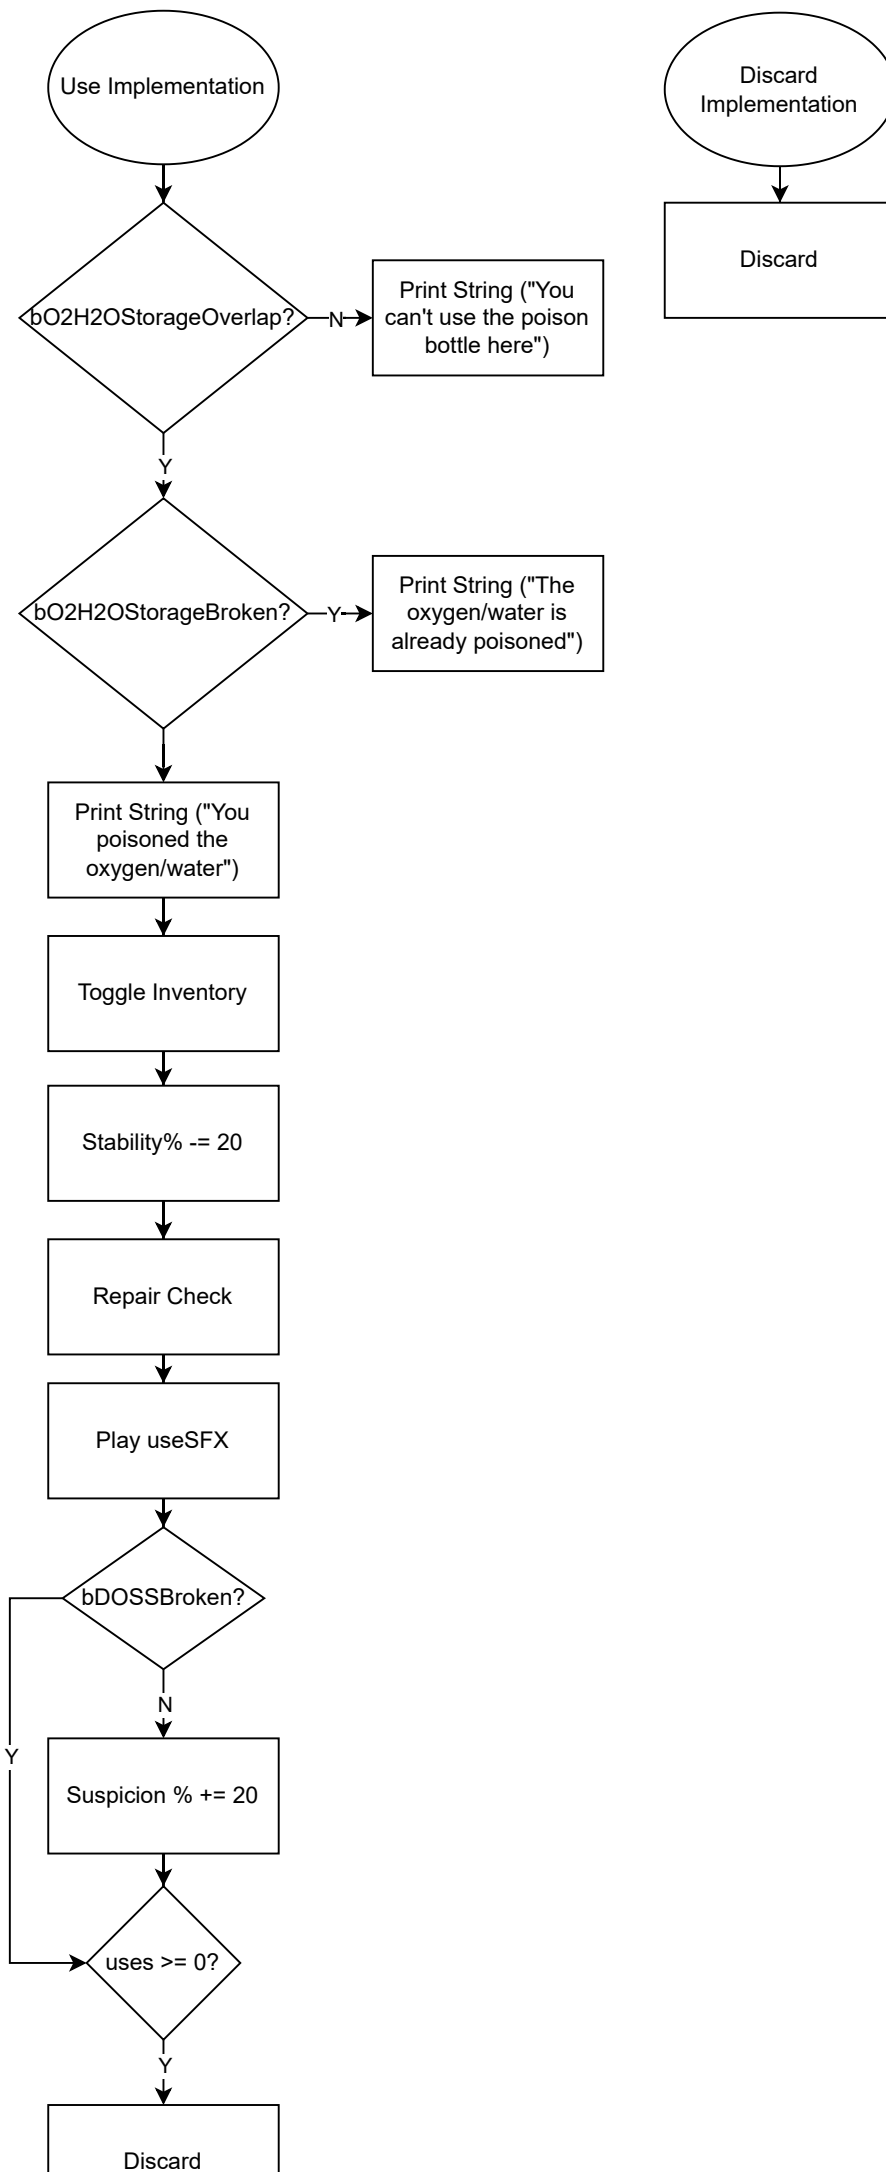 Use Implementation
Discard
Implementation
Discard
bO2H2OStorageOverlap?
N
Print String ("You
can't use the poison
bottle here")
Y
bO2H2OStorageBroken?
Y
Print String ("The
oxygen/water is
already poisoned")
Print String ("You
poisoned the
oxygen/water")
Toggle Inventory
Stability% -= 20
Repair Check
Play useSFX
bDOSSBroken?
N
Y
Suspicion % += 20
uses >= 0?
Y
Discard